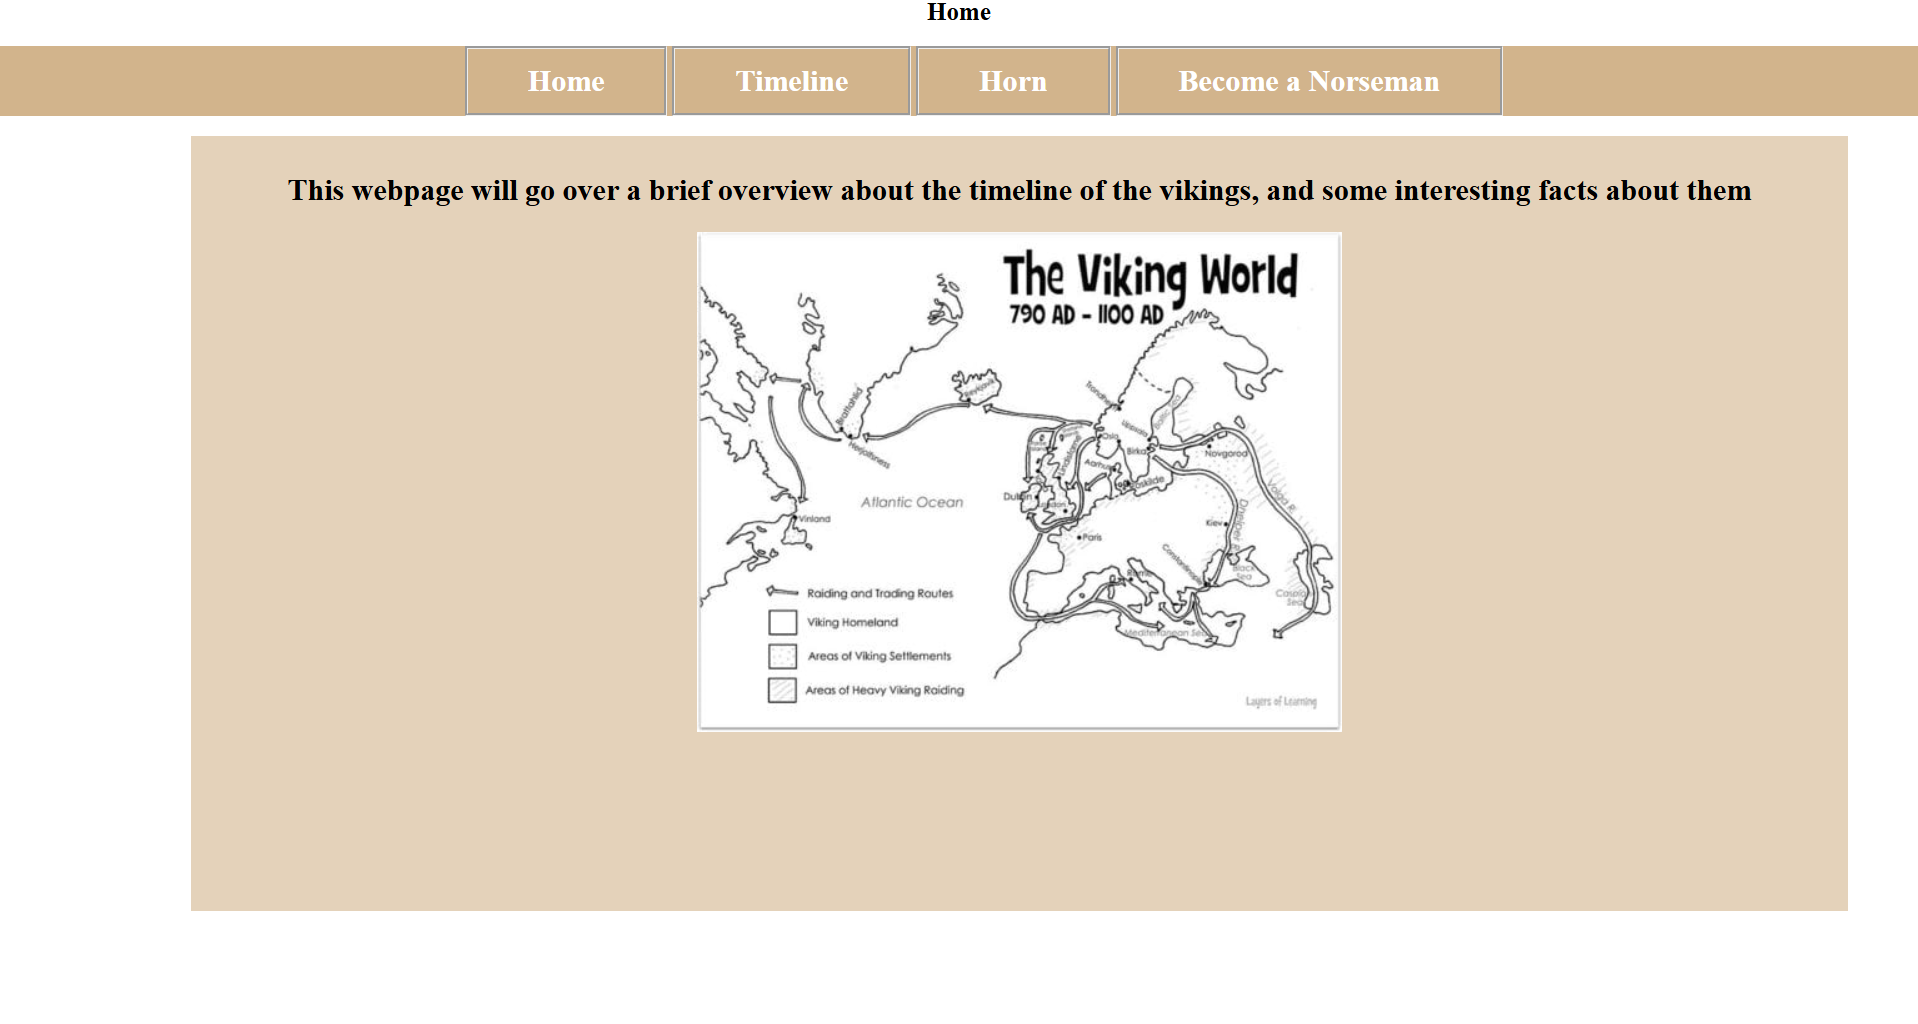 Home
Home
Timeline
Horn
Become a Norseman
This webpage will go over a brief overview about the timeline of the vikings, and some interesting facts about them
The Viking World
790 AD - 1100 AD
Reykjavik
Trondheim
Brattahlid
Herjolfsness
Baltic Sea
Uppsala
Oslo
Birka
Novgorod
Lindisfarne
Aarhus
Roskilde
Volga R.
Atlantic Ocean
Dublin
London
Vinland
Kiev
Dneiper R.
Paris
Constantinople
Rome
Black
Sea
Caspian
Sea
Mediterranean Sea
Raiding and Trading Routes
Viking Homeland
Areas of Viking Settlements
Areas of Heavy Viking Raiding
Layers of Learning